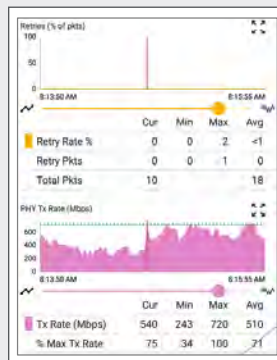 Retries (% of pkts)
100
50
0
8:13:50 AM 8:15:55 AM
Cur Min Max Avg
Retry Rate % 0 0 2 <1
Retry Pkts 0 0 1 0
Total Pkts 10 18
PHY Tx Rate (Mbps)
600
400
200
0
8:13:50 AM 8:15:55 AM
Cur Min Max Avg
Tx Rate (Mbps) 540 243 720 510
% Max Tx Rate 75 34 100 71